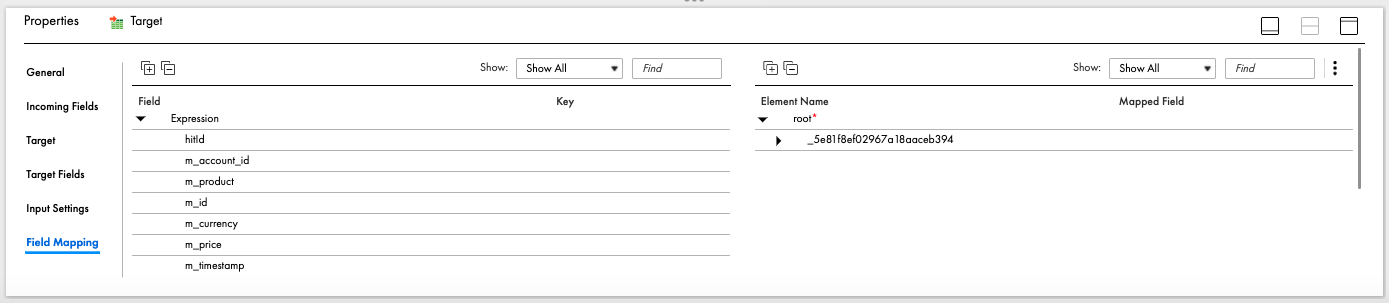 Properties Target
General
Incoming Fields
Target
Target Fields
Input Settings
Field Mapping
Show: Show All Find
Field Key
Expression
hitId
m_account_id
m_product
m_id
m_currency
m_price
m_timestamp
Show: Show All Find
Element Name Mapped Field
root*
_5e81f8ef02967a18aaceb394